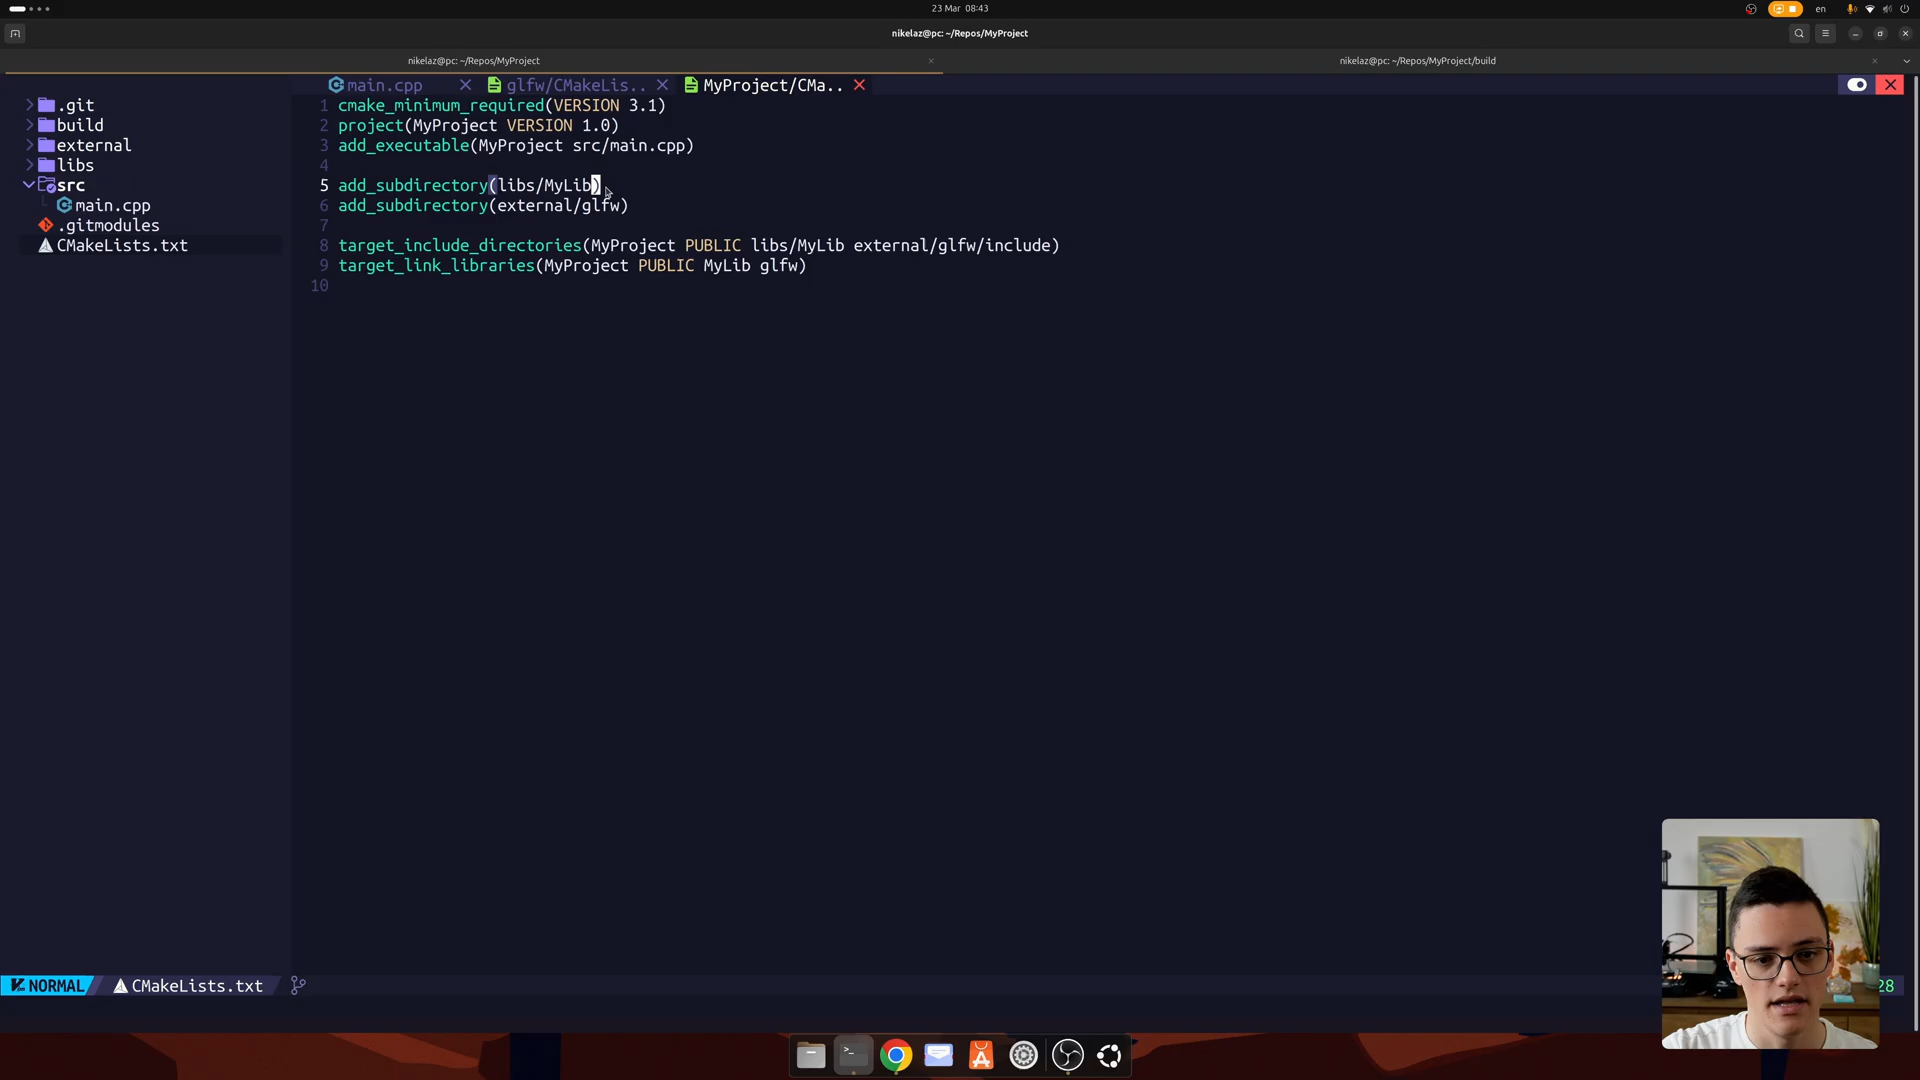 23 Mar 08:43
en
nikelaz@pc: ~/Repos/MyProject
nikelaz@pc: ~/Repos/MyProject
nikelaz@pc: ~/Repos/MyProject/build
main.cpp
glfw/CMakeLis..
MyProject/CMa..
.git
build
external
libs
src
main.cpp
.gitmodules
CMakeLists.txt
1 cmake_minimum_required(VERSION 3.1)
2 project(MyProject VERSION 1.0)
3 add_executable(MyProject src/main.cpp)
4
5 add_subdirectory(libs/MyLib)
6 add_subdirectory(external/glfw)
7
8 target_include_directories(MyProject PUBLIC libs/MyLib external/glfw/include)
9 target_link_libraries(MyProject PUBLIC MyLib glfw)
10
NORMAL
CMakeLists.txt
28